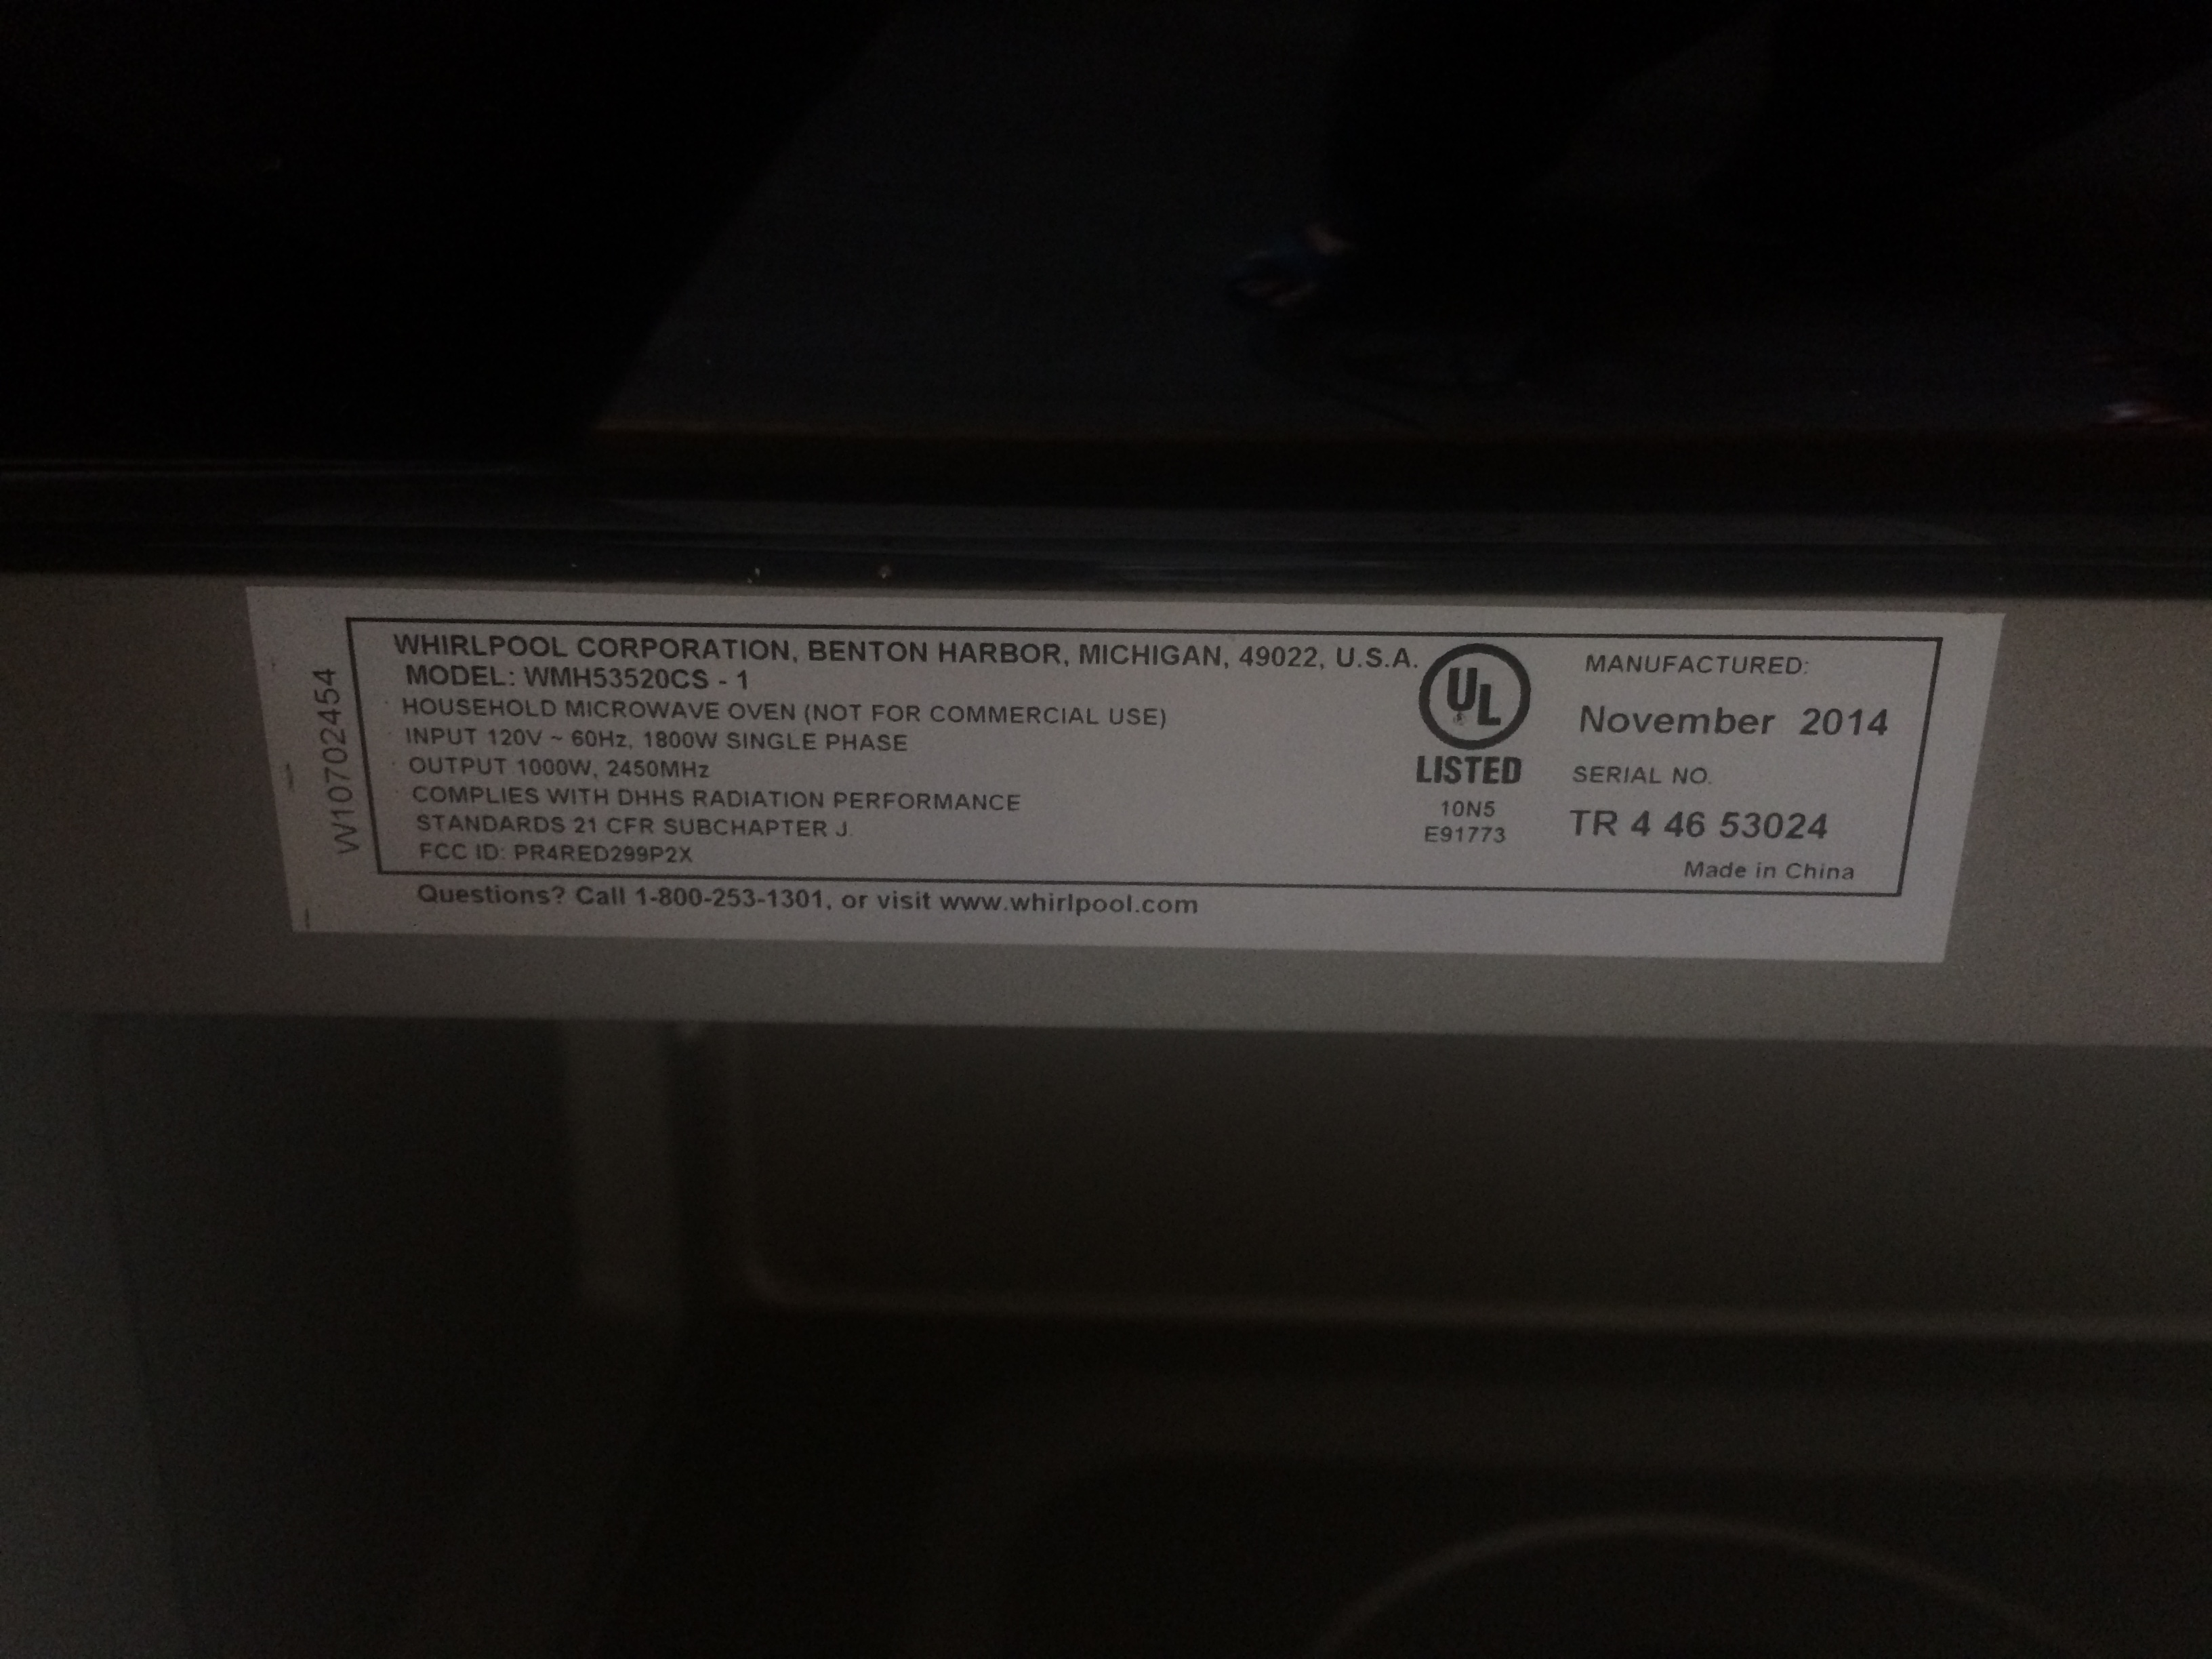 WHIRLPOOL CORPORATION, BENTON HARBOR, MICHIGAN, 49022, U.S.A.
MODEL: WMH53520CS - 1
HOUSEHOLD MICROWAVE OVEN (NOT FOR COMMERCIAL USE)
INPUT 120V ~ 60Hz, 1800W SINGLE PHASE
OUTPUT 1000W, 2450MHz
COMPLIES WITH DHHS RADIATION PERFORMANCE
STANDARDS 21 CFR SUBCHAPTER J.
FCC ID: PR4RED299P2X
Questions? Call 1-800-253-1301, or visit www.whirlpool.com
W10702454
UL
®
LISTED
10N5
E91773
MANUFACTURED:
November 2014
SERIAL NO.
TR 4 46 53024
Made in China